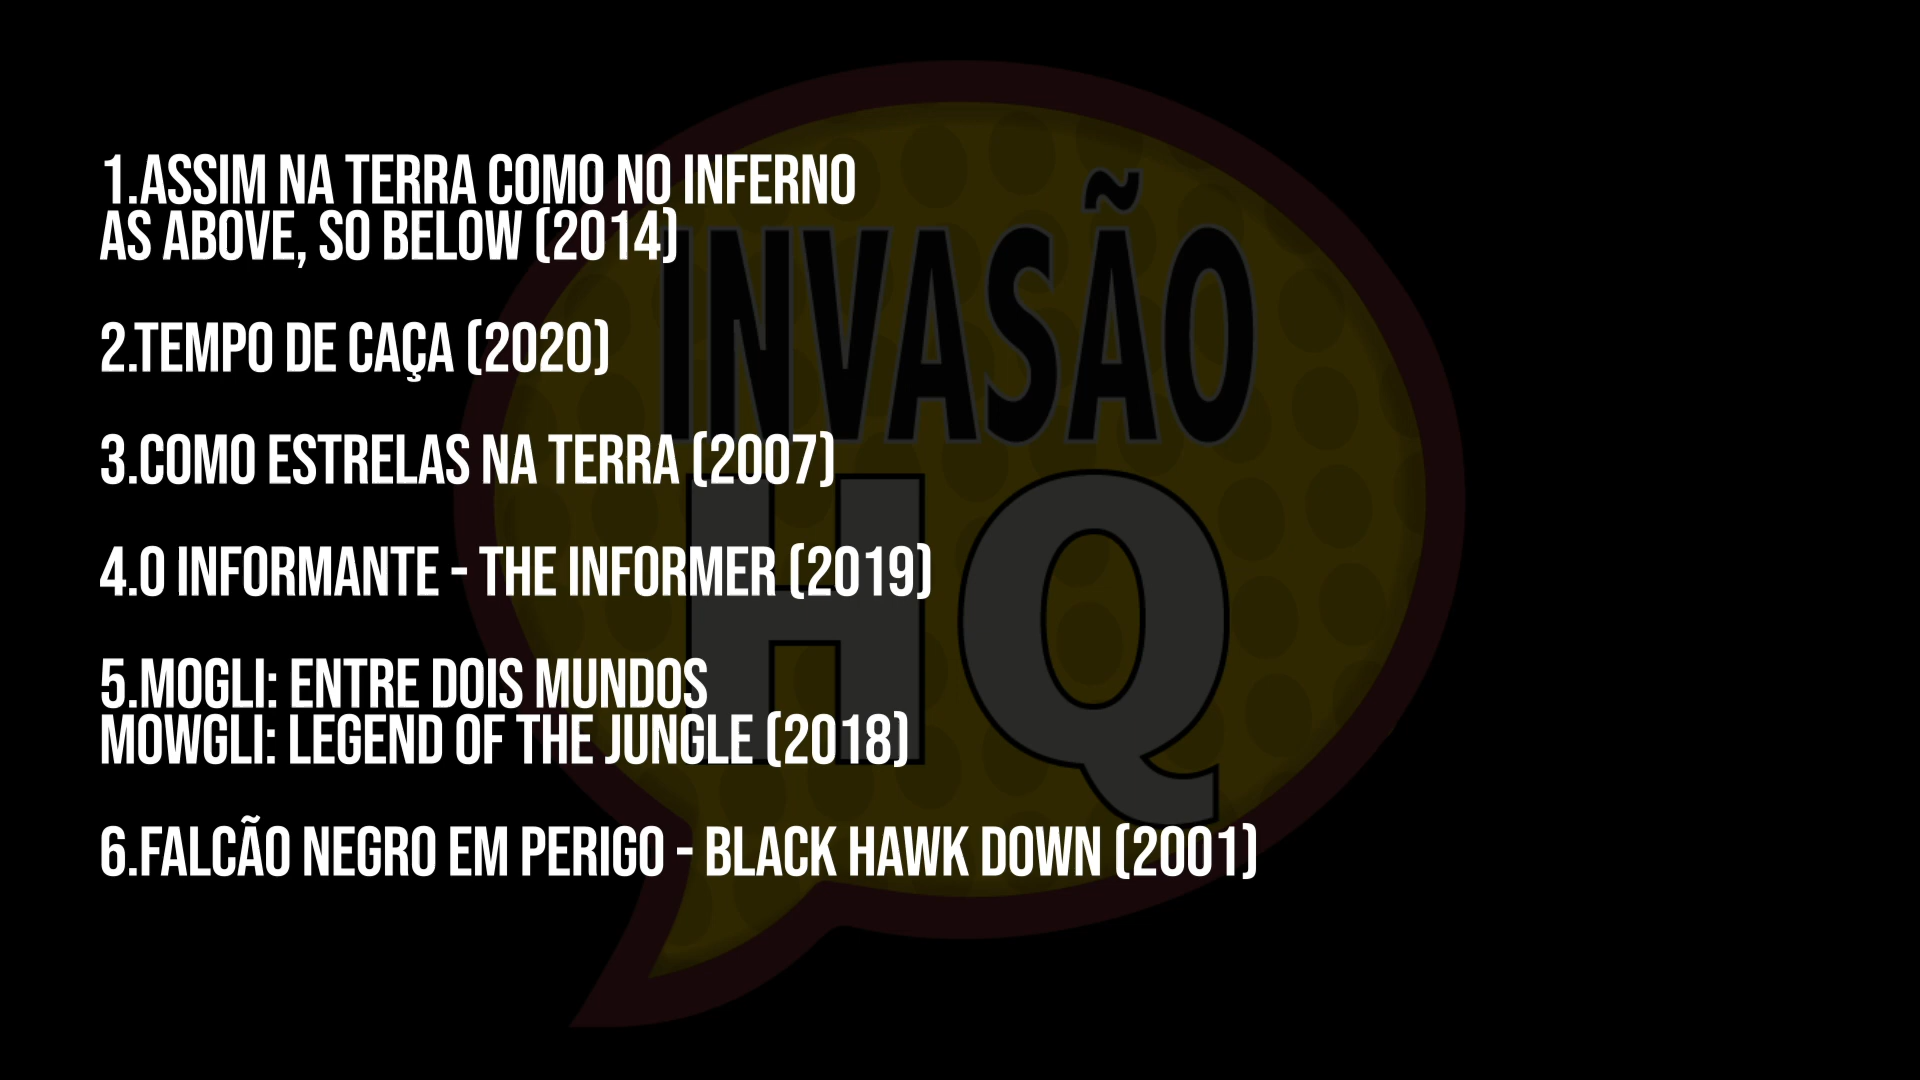 1.ASSIM NA TERRA COMO NO INFERNO
AS ABOVE, SO BELOW (2014)
2.TEMPO DE CAÇA (2020)
3.COMO ESTRELAS NA TERRA (2007)
4.O INFORMANTE - THE INFORMER (2019)
5.MOGLI: ENTRE DOIS MUNDOS
MOWGLI: LEGEND OF THE JUNGLE (2018)
6.FALCÃO NEGRO EM PERIGO - BLACK HAWK DOWN (2001)
INVASÃO
HQ